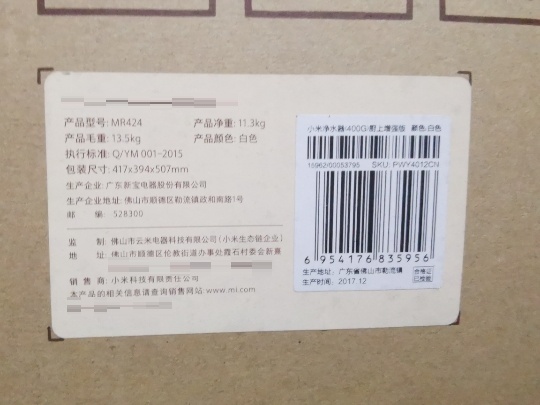 产品型号: MR424 产品净重: 11.3kg
产品毛重: 13.5kg 产品颜色: 白色
执行标准: Q/YM 001-2015
包装尺寸: 417x394x507mm
生产企业: 广东新宝电器股份有限公司
生产企业地址: 佛山市顺德区勒流镇政和南路1号
邮 编: 528300
监 制: 佛山市云米电器科技有限公司(小米生态链企业)
地 址: 佛山市顺德区伦教街道办事处霞石村委会新熹
销 售 商: 小米科技有限责任公司
本产品的相关信息请查询销售网站: www.mi.com
小米净水器-400G-厨上增强版 颜色:白色
15962/00053795 SKU: PWY4012CN
6 954176 835956
生产地址: 广东省佛山市勒流镇
生产时间: 2017.12
合格证
已检验